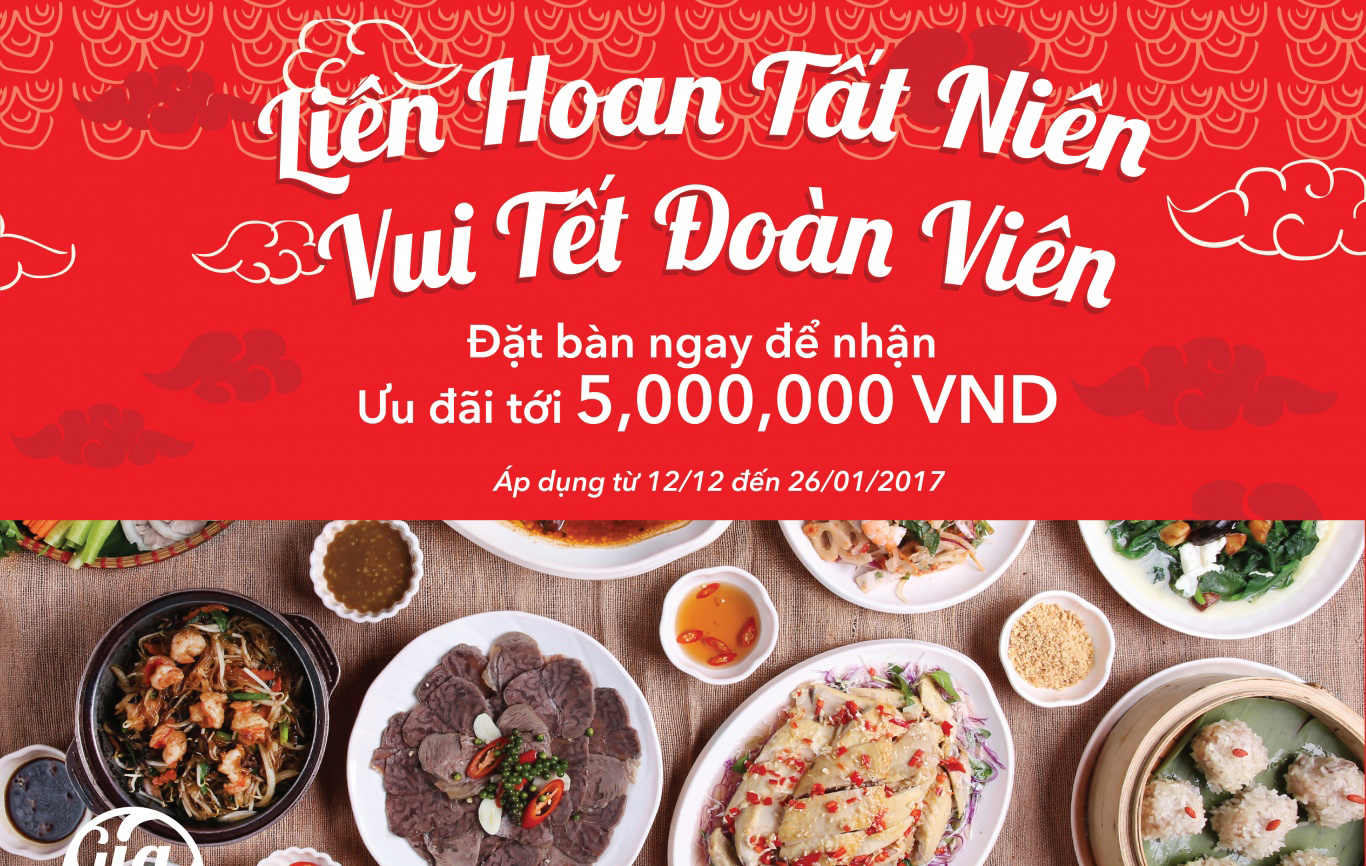 Liên Hoan Tất Niên
Vui Tết Đoàn Viên
Đặt bàn ngay để nhận
Ưu đãi tới 5,000,000 VND
Áp dụng từ 12/12 đến 26/01/2017